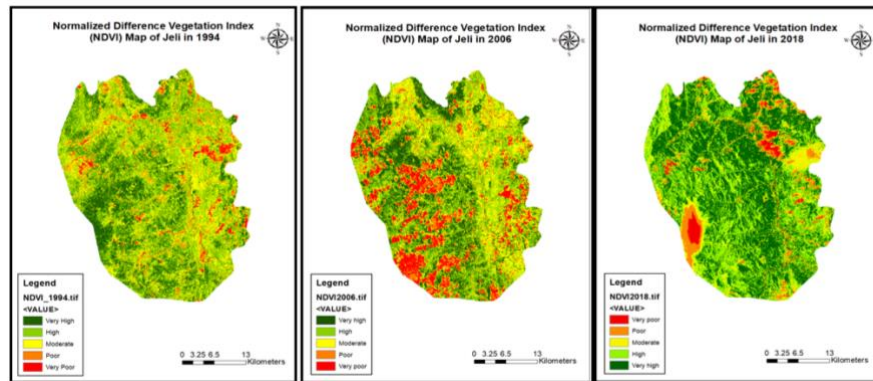 Normalized Difference Vegetation Index
(NDVI) Map of Jeli in 1994
Legend
NDVI_1994.tif
<VALUE>
Very High
High
Moderate
Poor
Very Poor
0 3.25 6.5 13
Kilometers
Normalized Difference Vegetation Index
(NDVI) Map of Jeli in 2006
Legend
NDVI2006.tif
<VALUE>
Very high
High
Moderate
Poor
Very poor
0 3.25 6.5 13
Kilometers
Normalized Difference Vegetation Index
(NDVI) Map of Jeli in 2018
Legend
NDVI2018.tif
<VALUE>
Very poor
Poor
Moderate
High
Very high
0 3.25 6.5 13
Kilometers